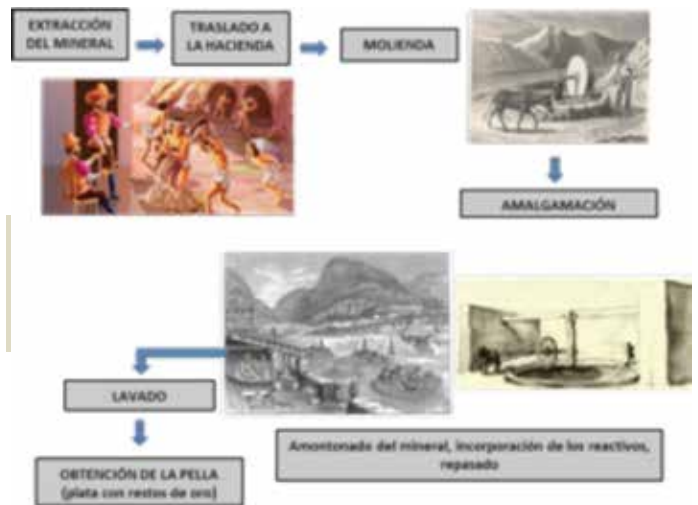 EXTRACCIÓN
DEL MINERAL
TRASLADO A
LA HACIENDA
MOLIENDA
AMALGAMACIÓN
LAVADO
Amontonado del mineral, incorporación de los reactivos,
repasado
OBTENCIÓN DE LA PELLA
(plata con restos de oro)